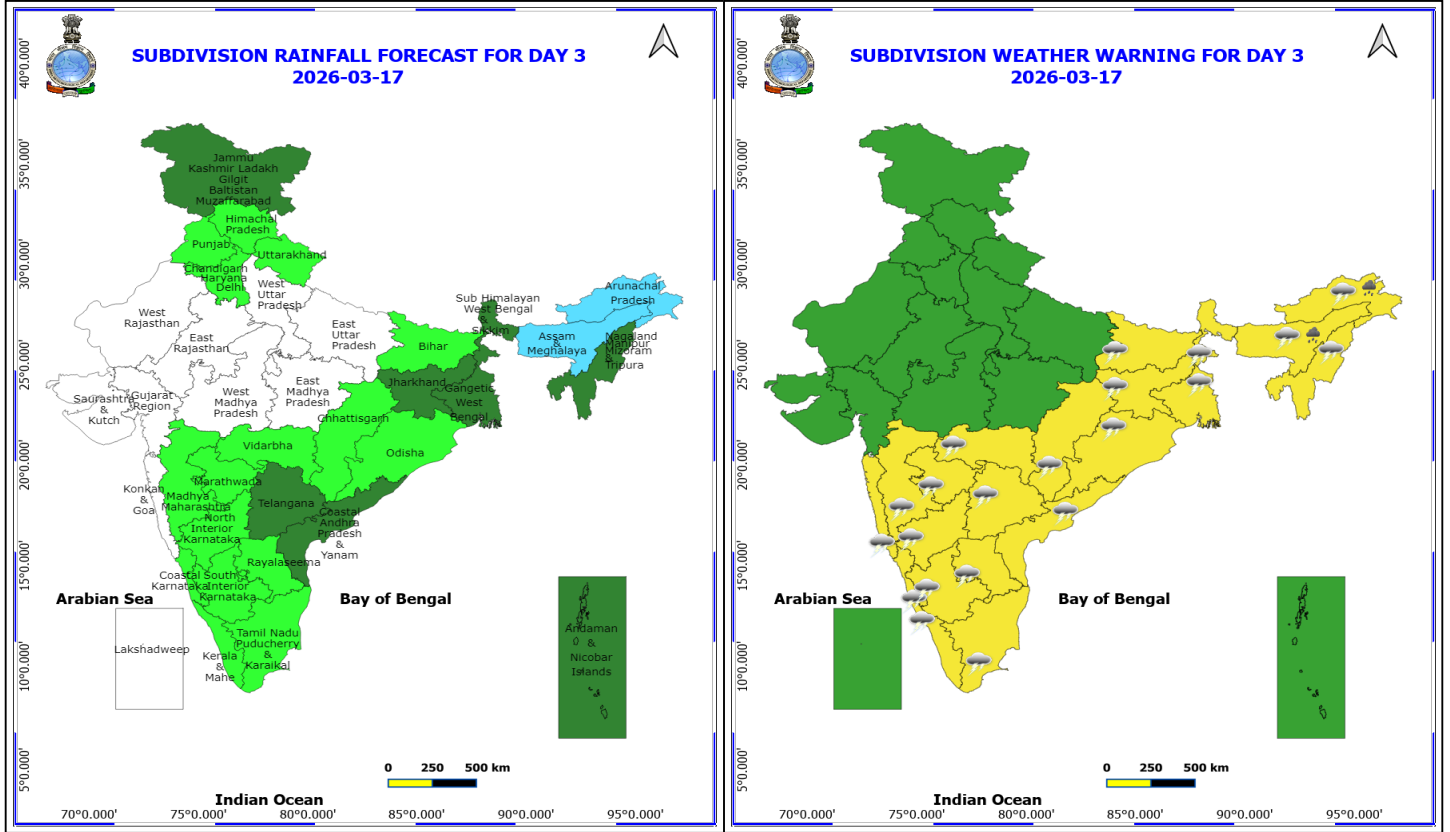 SUBDIVISION RAINFALL FORECAST FOR DAY 3
2026-03-17
40°0.000'
35°0.000'
30°0.000'
25°0.000'
20°0.000'
15°0.000'
10°0.000'
5°0.000'
Jammu
Kashmir Ladakh
Gilgit
Baltistan
Muzaffarabad
Himachal
Pradesh
Punjab
Uttarakhand
Chandigarh
Haryana
Delhi
West
Uttar
Pradesh
West
Rajasthan
East
Rajasthan
East
Uttar
Pradesh
Sub Himalayan
West Bengal
&
Sikkim
Arunachal
Pradesh
Assam
&
Meghalaya
Nagaland
Manipur
Mizoram
&
Tripura
Bihar
Jharkhand
Gangetic
West
Bengal
Saurashtra
&
Kutch
Gujarat
Region
West
Madhya
Pradesh
East
Madhya
Pradesh
Chhattisgarh
Vidarbha
Odisha
Konkan
&
Goa
Marathwada
Madhya
Maharashtra
Telangana
North
Interior
Karnataka
Coastal
Andhra
Pradesh
&
Yanam
Rayalaseema
Coastal
Karnataka
South
Interior
Karnataka
Arabian Sea
Bay of Bengal
Lakshadweep
Kerala
&
Mahe
Tamil Nadu
Puducherry
&
Karaikal
Andaman
&
Nicobar
Islands
0 250 500 km
Indian Ocean
70°0.000' 75°0.000' 80°0.000' 85°0.000' 90°0.000' 95°0.000'
SUBDIVISION WEATHER WARNING FOR DAY 3
2026-03-17
40°0.000'
35°0.000'
30°0.000'
25°0.000'
20°0.000'
15°0.000'
10°0.000'
5°0.000'
Arabian Sea
Bay of Bengal
0 250 500 km
Indian Ocean
70°0.000' 75°0.000' 80°0.000' 85°0.000' 90°0.000' 95°0.000'